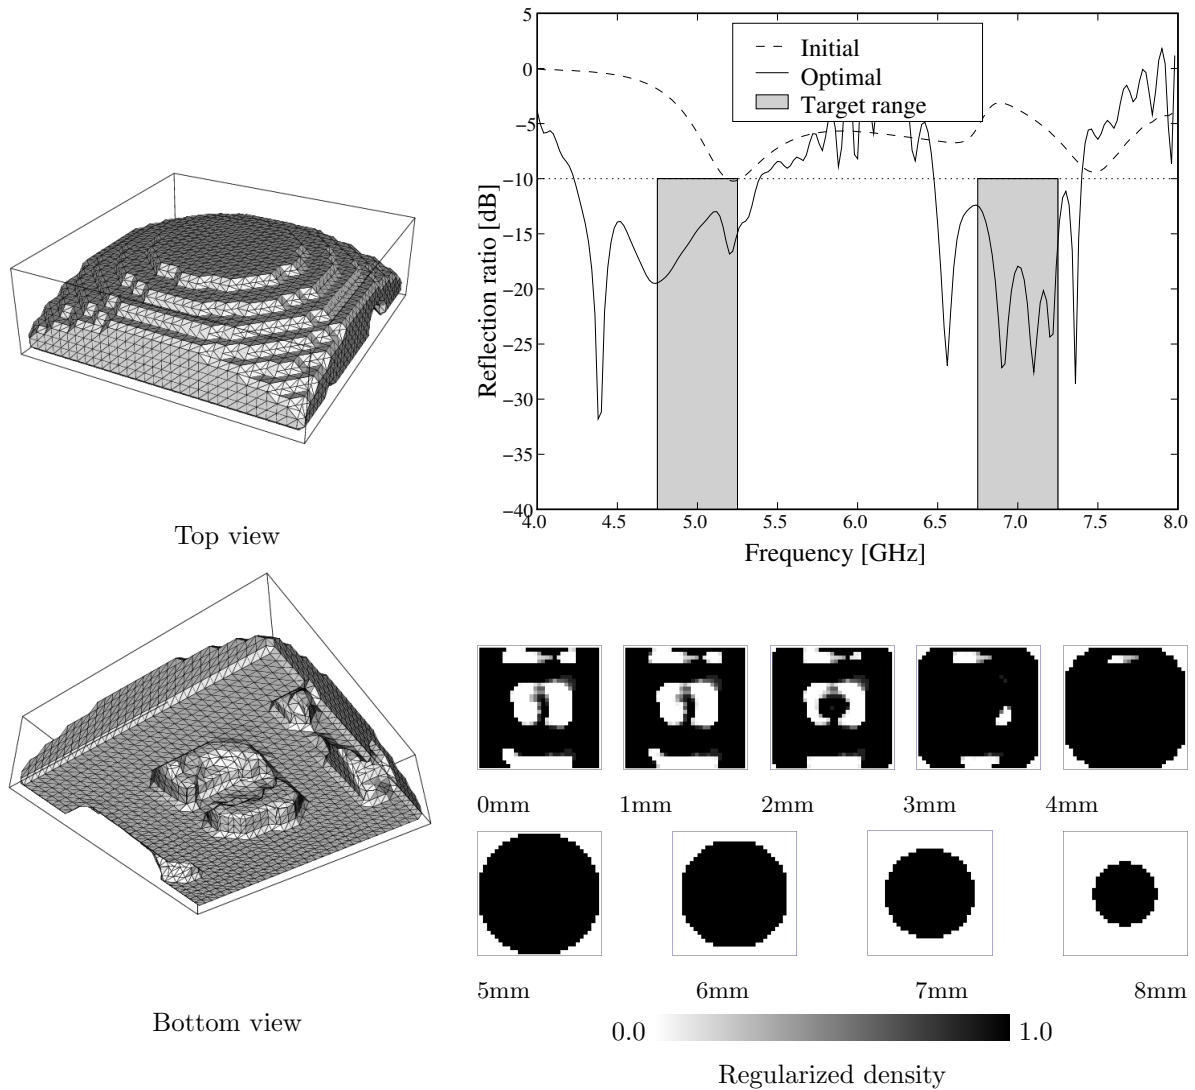 5
0
−5
−10
−15
−20
−25
−30
−35
−40
Reflection ratio [dB]
Initial
Optimal
Target range
4.0 4.5 5.0 5.5 6.0 6.5 7.0 7.5 8.0
Frequency [GHz]
Top view
Bottom view
0mm 1mm 2mm 3mm 4mm
5mm 6mm 7mm 8mm
0.0 1.0
Regularized density